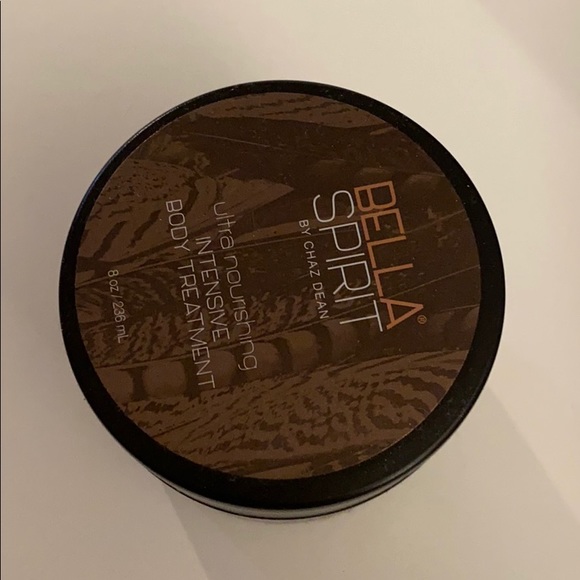 BELLA®
SPIRIT
BY CHAZ DEAN
ultra nourishing
INTENSIVE
BODY TREATMENT
8 oz / 236 mL